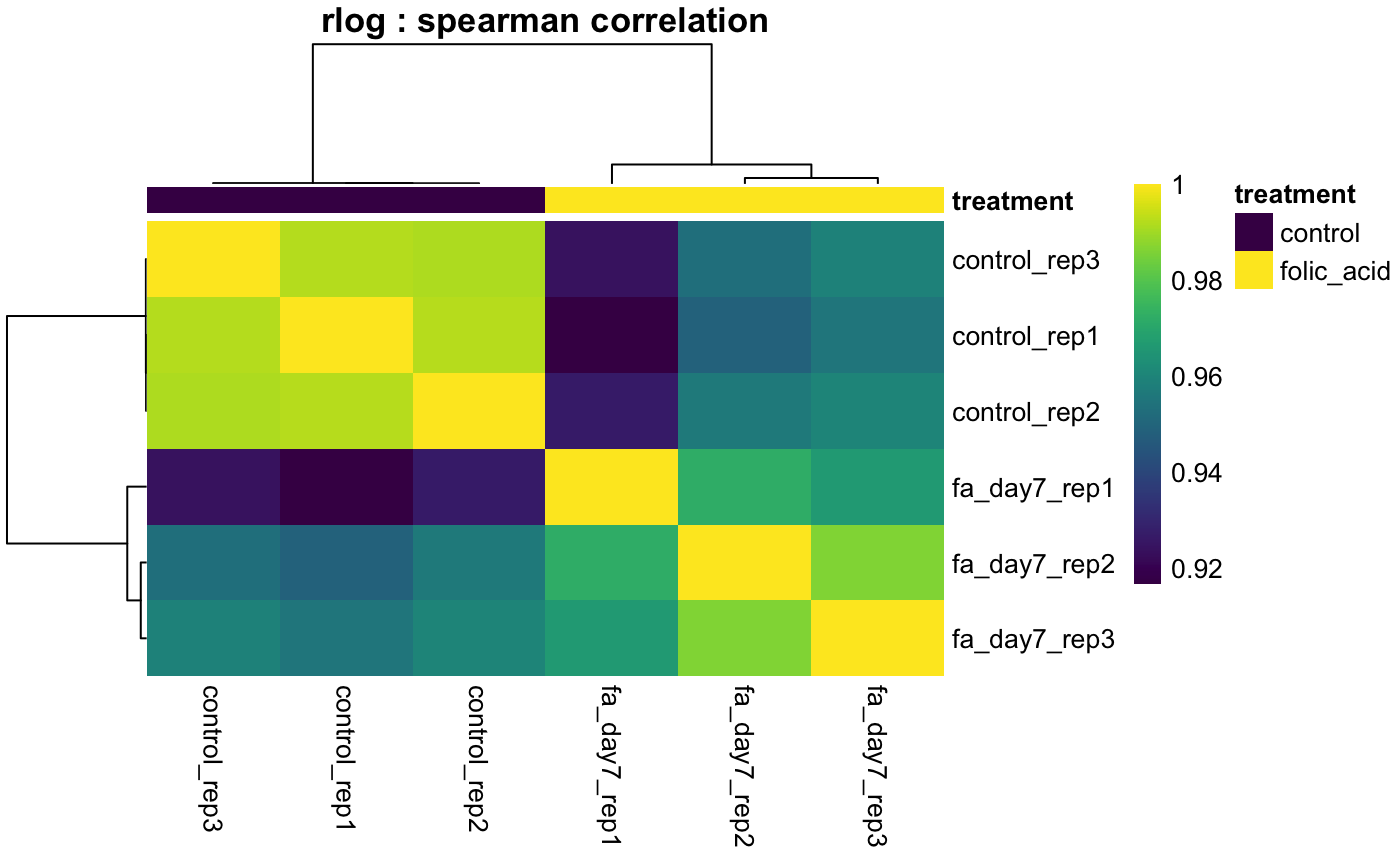 rlog : spearman correlation
treatment
control_rep3
control_rep1
control_rep2
fa_day7_rep1
fa_day7_rep2
fa_day7_rep3
control_rep3
control_rep1
control_rep2
fa_day7_rep1
fa_day7_rep2
fa_day7_rep3
1
0.98
0.96
0.94
0.92
treatment
control
folic_acid